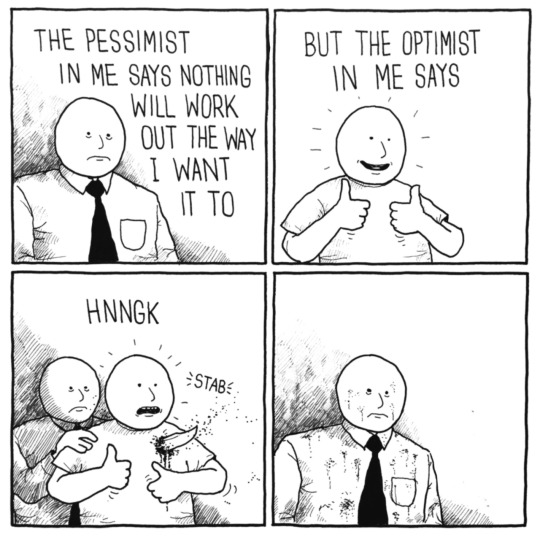 THE PESSIMIST
IN ME SAYS NOTHING
WILL WORK
OUT THE WAY
I WANT
IT TO
BUT THE OPTIMIST
IN ME SAYS
HNNGK
STAB